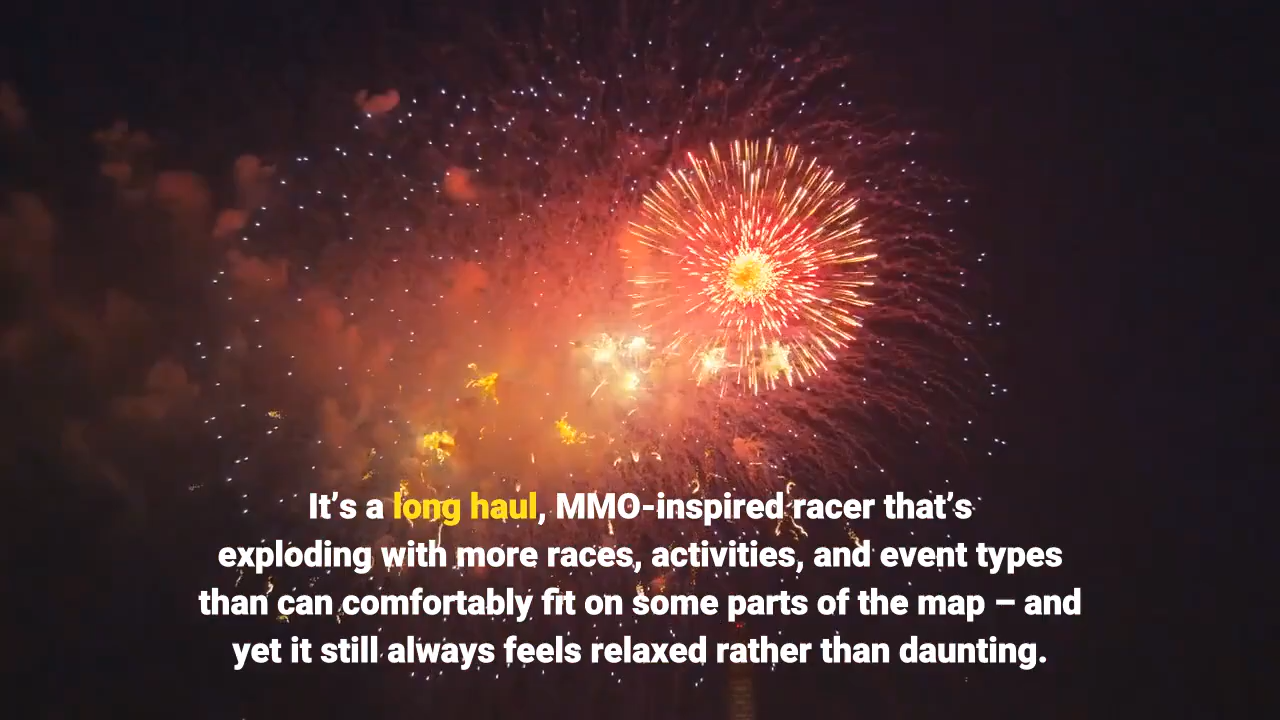 It’s a long haul, MMO-inspired racer that’s
exploding with more races, activities, and event types
than can comfortably fit on some parts of the map – and
yet it still always feels relaxed rather than daunting.